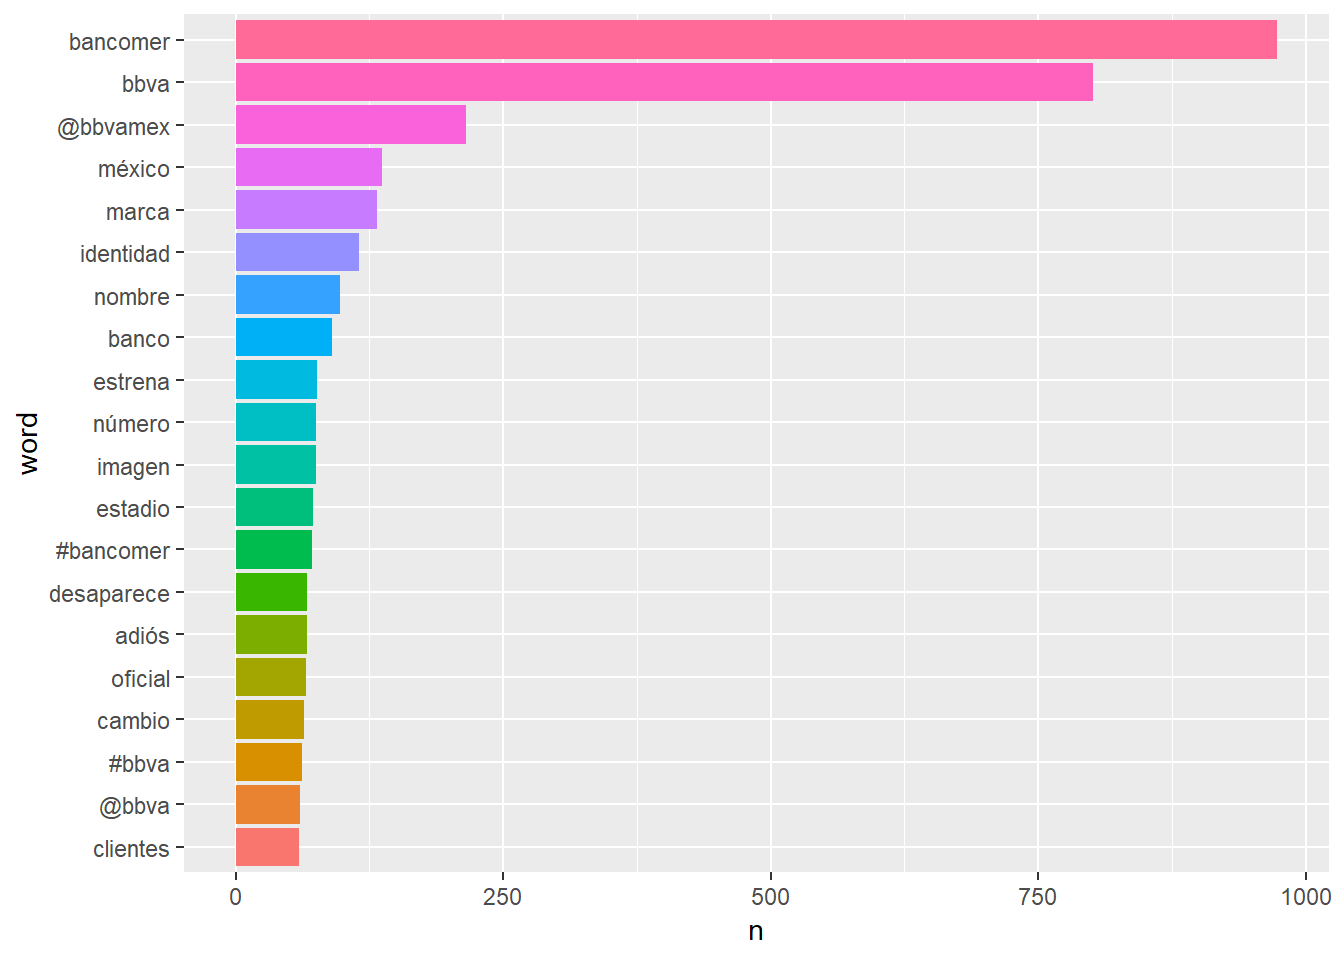 bancomer
bbva
@bbvamex
méxico
marca
identidad
nombre
banco
estrena
número
imagen
estadio
#bancomer
desaparece
adiós
oficial
cambio
#bbva
@bbva
clientes
word
0 250 500 750 1000
n